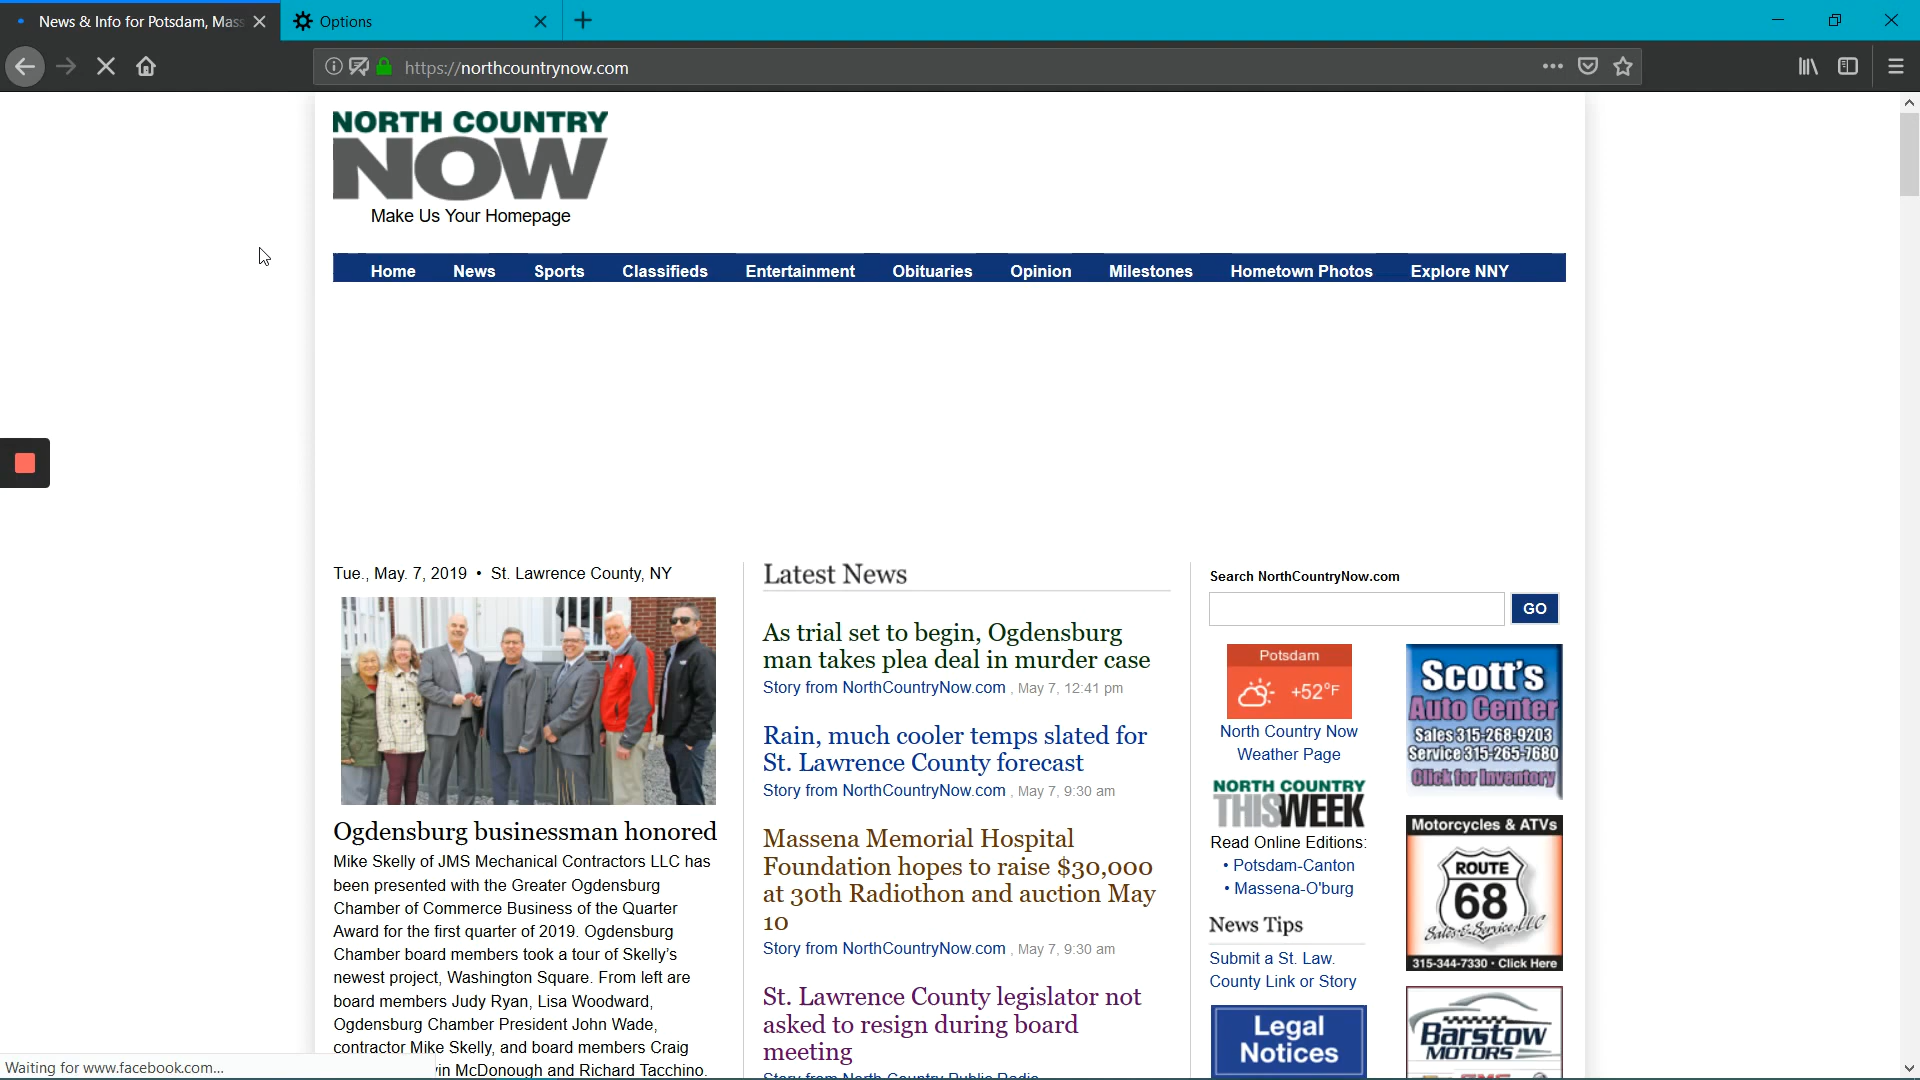 News & Info for Potsdam, Mass
Options
https://northcountrynow.com
NORTH COUNTRY
NOW
Make Us Your Homepage
Home News Sports Classifieds Entertainment Obituaries Opinion Milestones Hometown Photos Explore NNY
Tue., May. 7, 2019 • St. Lawrence County, NY
Ogdensburg businessman honored
Mike Skelly of JMS Mechanical Contractors LLC has
been presented with the Greater Ogdensburg
Chamber of Commerce Business of the Quarter
Award for the first quarter of 2019. Ogdensburg
Chamber board members took a tour of Skelly's
newest project, Washington Square. From left are
board members Judy Ryan, Lisa Woodward,
Ogdensburg Chamber President John Wade,
contractor Mike Skelly, and board members Craig
in McDonough and Richard Tacchino.
Latest News
As trial set to begin, Ogdensburg
man takes plea deal in murder case
Story from NorthCountryNow.com , May 7, 12:41 pm
Rain, much cooler temps slated for
St. Lawrence County forecast
Story from NorthCountryNow.com , May 7, 9:30 am
Massena Memorial Hospital
Foundation hopes to raise $30,000
at 30th Radiothon and auction May
10
Story from NorthCountryNow.com , May 7, 9:30 am
St. Lawrence County legislator not
asked to resign during board
meeting
Story from North Country Public Radio
Search NorthCountryNow.com
GO
Potsdam
+52°F
North Country Now
Weather Page
NORTH COUNTRY
THISWEEK
Read Online Editions:
• Potsdam-Canton
• Massena-O'burg
News Tips
Submit a St. Law.
County Link or Story
Legal
Notices
Scott's
Auto Center
Sales 315-268-9203
Service 315-265-7680
Click for Inventory
Motorcycles & ATVs
ROUTE
68
Sales & Service, LLC
315-344-7330 • Click Here
Barstow
MOTORS
Waiting for www.facebook.com...